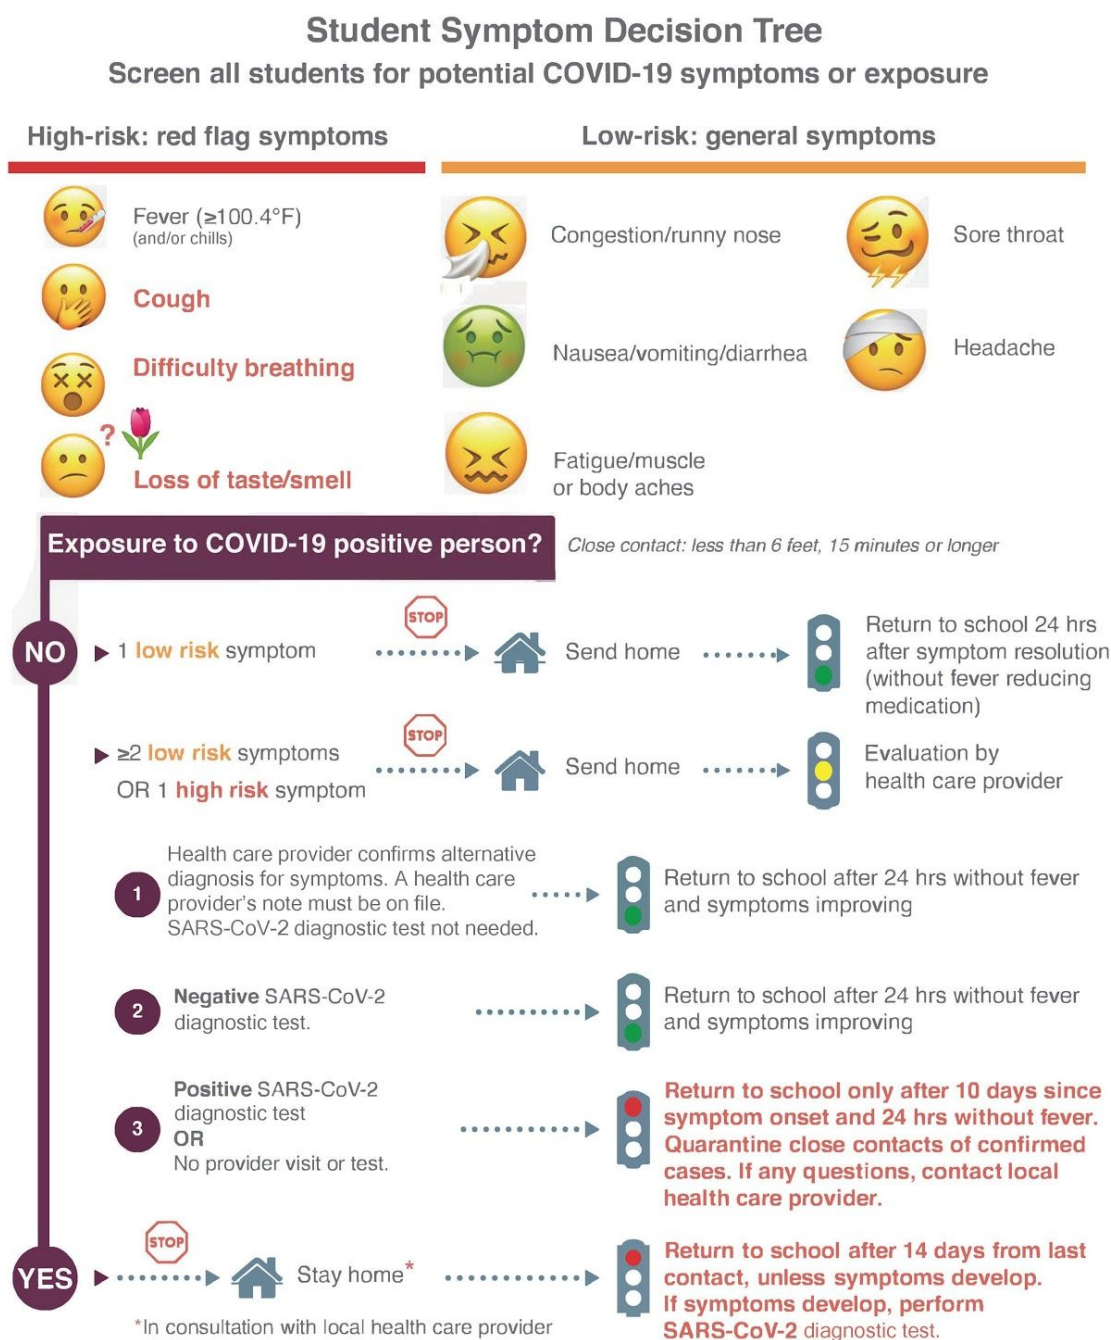 Student Symptom Decision Tree
Screen all students for potential COVID-19 symptoms or exposure
High-risk: red flag symptoms
Fever (≥100.4°F)
(and/or chills)
Cough
Difficulty breathing
?
Loss of taste/smell
Low-risk: general symptoms
Congestion/runny nose
Sore throat
Nausea/vomiting/diarrhea
Headache
Fatigue/muscle
or body aches
Exposure to COVID-19 positive person?
Close contact: less than 6 feet, 15 minutes or longer
NO
1 low risk symptom
STOP
Send home
Return to school 24 hrs
after symptom resolution
(without fever reducing
medication)
≥2 low risk symptoms
OR 1 high risk symptom
STOP
Send home
Evaluation by
health care provider
1
Health care provider confirms alternative
diagnosis for symptoms. A health care
provider's note must be on file.
SARS-CoV-2 diagnostic test not needed.
Return to school after 24 hrs without fever
and symptoms improving
2
Negative SARS-CoV-2
diagnostic test.
Return to school after 24 hrs without fever
and symptoms improving
3
Positive SARS-CoV-2
diagnostic test
OR
No provider visit or test.
Return to school only after 10 days since
symptom onset and 24 hrs without fever.
Quarantine close contacts of confirmed
cases. If any questions, contact local
health care provider.
YES
STOP
Stay home*
Return to school after 14 days from last
contact, unless symptoms develop.
If symptoms develop, perform
SARS-CoV-2 diagnostic test.
*In consultation with local health care provider